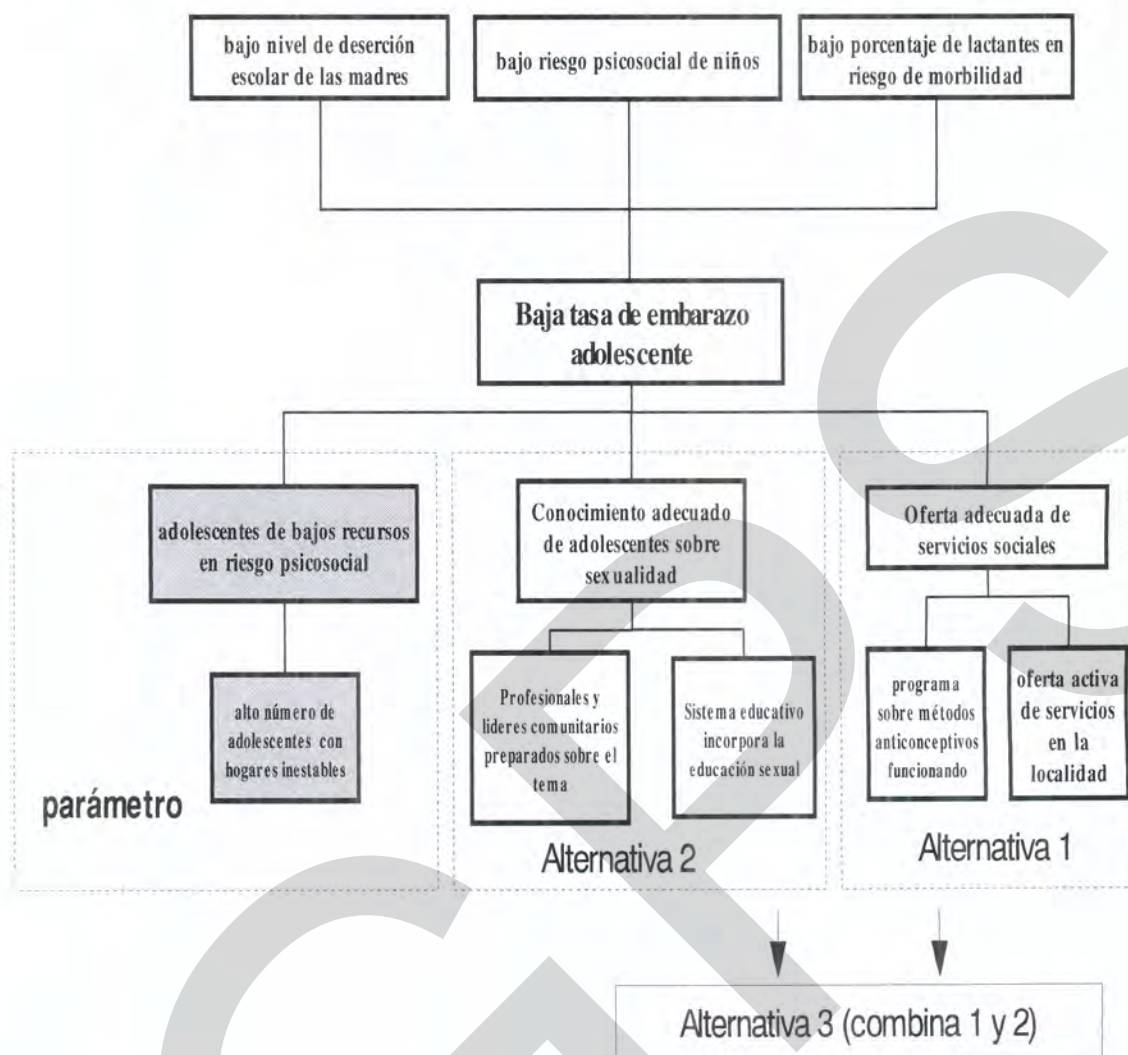 bajo nivel de deserción
escolar de las madres
bajo riesgo psicosocial de niños
bajo porcentaje de lactantes en
riesgo de morbilidad
Baja tasa de embarazo
adolescente
adolescentes de bajos recursos
en riesgo psicosocial
Conocimiento adecuado
de adolescentes sobre
sexualidad
Oferta adecuada de
servicios sociales
alto número de
adolescentes con
hogares inestables
Profesionales y
lideres comunitarios
preparados sobre el
tema
Sistema educativo
incorpora la
educación sexual
programa
sobre métodos
anticonceptivos
funcionando
oferta activa
de servicios
en la
localidad
parámetro
Alternativa 2
Alternativa 1
Alternativa 3 (combina 1 y 2)